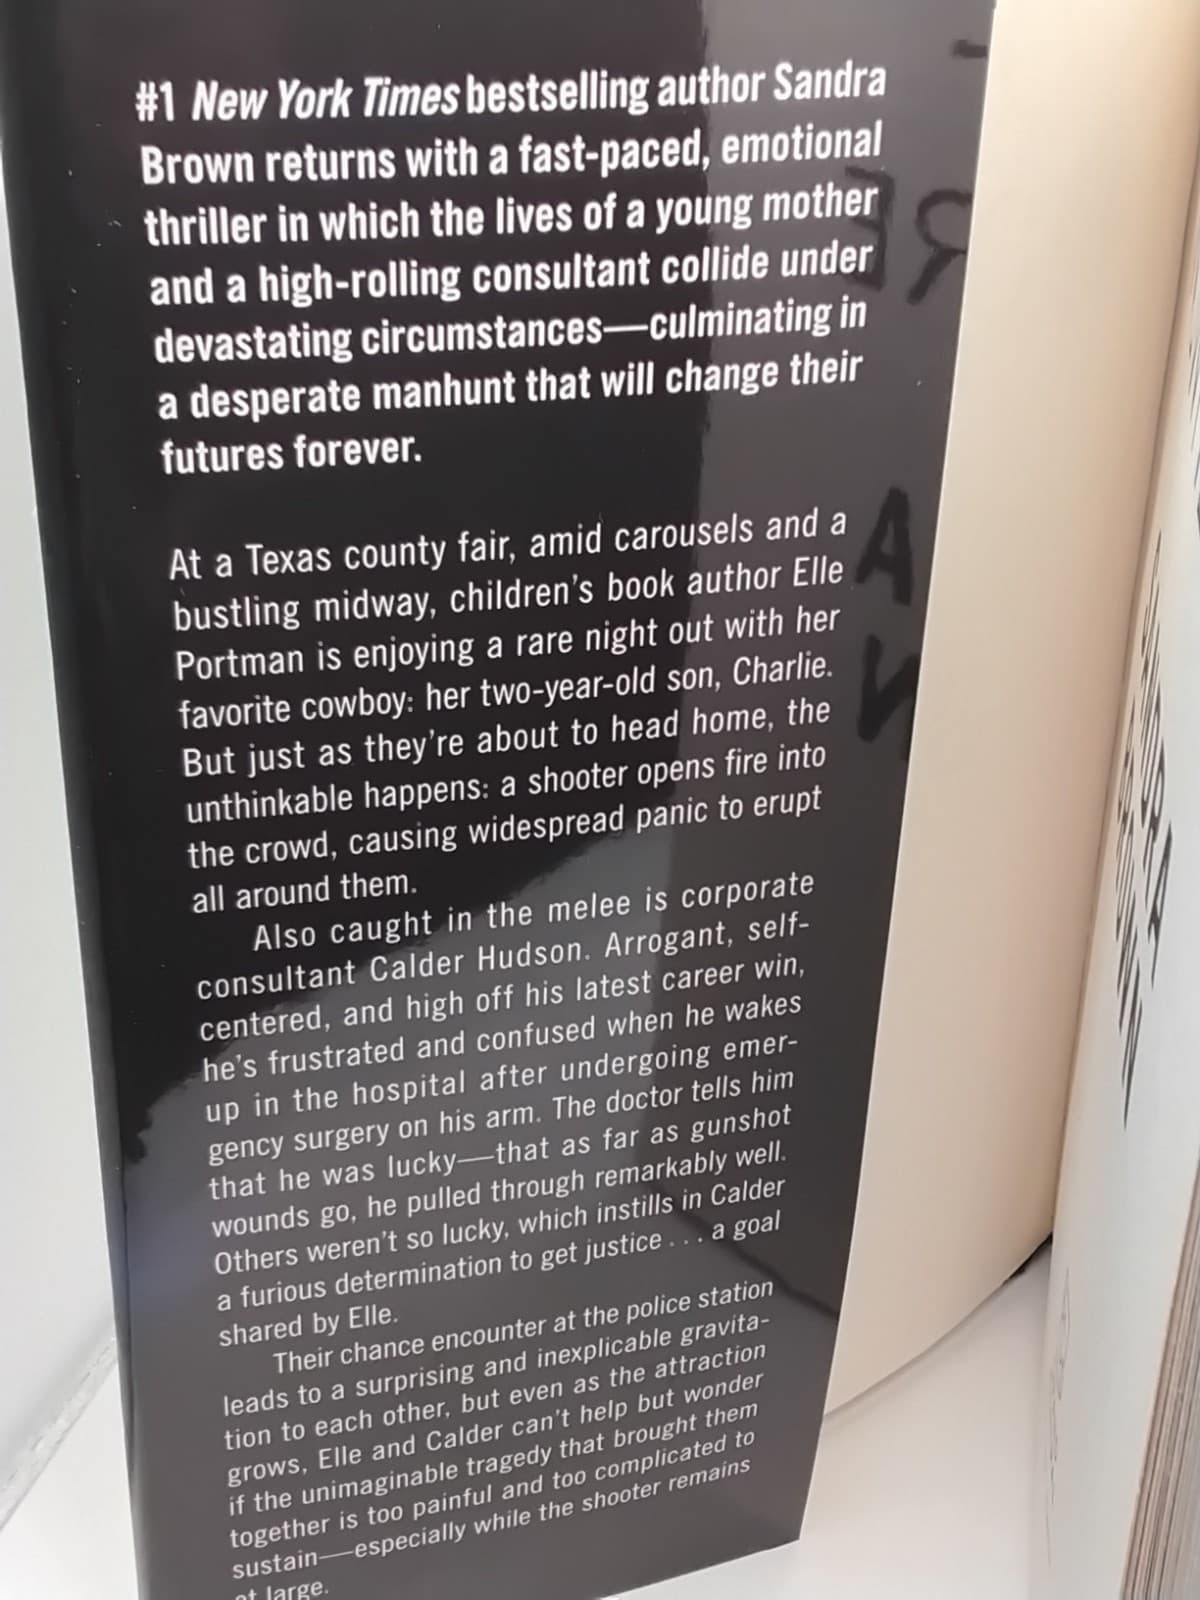 #1 New York Times bestselling author Sandra
Brown returns with a fast-paced, emotional
thriller in which the lives of a young mother
and a high-rolling consultant collide under
devastating circumstances—culminating in
a desperate manhunt that will change their
futures forever.
At a Texas county fair, amid carousels and a
bustling midway, children's book author Elle
Portman is enjoying a rare night out with her
favorite cowboy: her two-year-old son, Charlie.
But just as they're about to head home, the
unthinkable happens: a shooter opens fire into
the crowd, causing widespread panic to erupt
all around them.
Also caught in the melee is corporate
consultant Calder Hudson. Arrogant, self-
centered, and high off his latest career win,
he's frustrated and confused when he wakes
up in the hospital after undergoing emer-
gency surgery on his arm. The doctor tells him
that he was lucky—that as far as gunshot
wounds go, he pulled through remarkably well.
Others weren't so lucky, which instills in Calder
a furious determination to get justice . . . a goal
shared by Elle.
Their chance encounter at the police station
leads to a surprising and inexplicable gravita-
tion to each other, but even as the attraction
grows, Elle and Calder can't help but wonder
if the unimaginable tragedy that brought them
together is too painful and too complicated to
sustain—especially while the shooter remains
at large.
SANDRA
BROWN